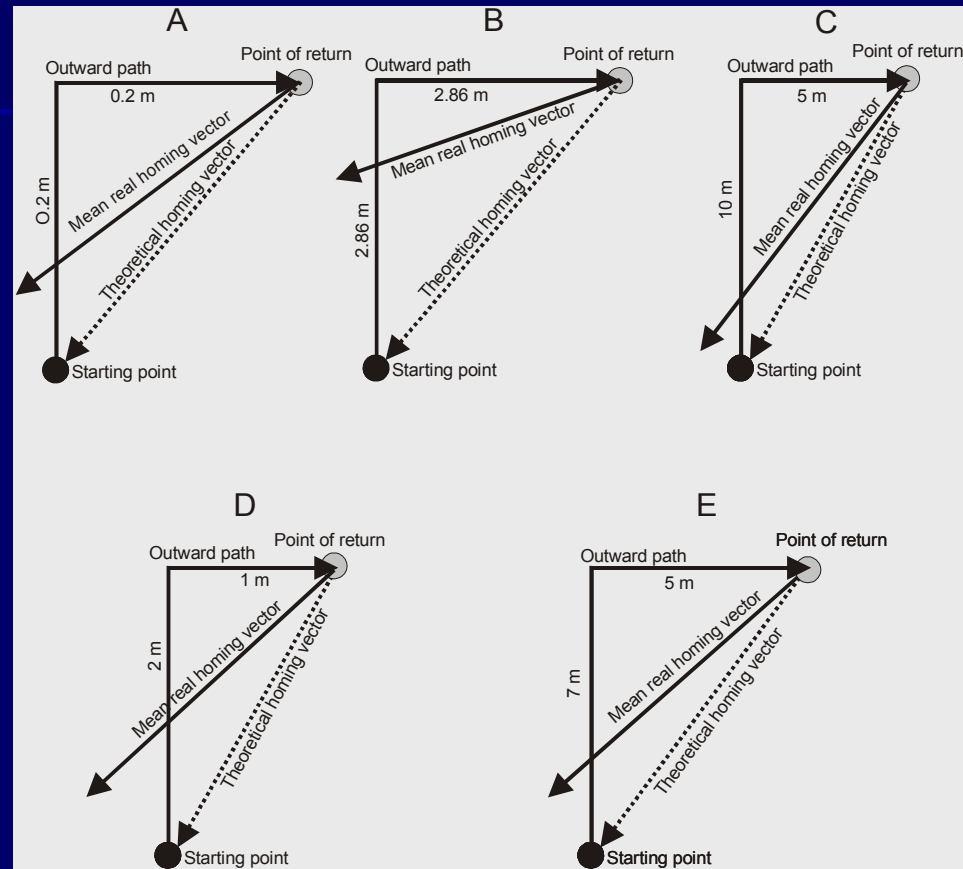 A
Point of return
Outward path
0.2 m
Mean real homing vector
Theoretical homing vector
O.2 m
Starting point
B
Point of return
Outward path
2.86 m
Mean real homing vector
Theoretical homing vector
2.86 m
Starting point
C
Point of return
Outward path
5 m
Mean real homing vector
Theoretical homing vector
10 m
Starting point
D
Point of return
Outward path
1 m
Mean real homing vector
Theoretical homing vector
2 m
Starting point
E
Point of return
Outward path
5 m
Mean real homing vector
Theoretical homing vector
7 m
Starting point